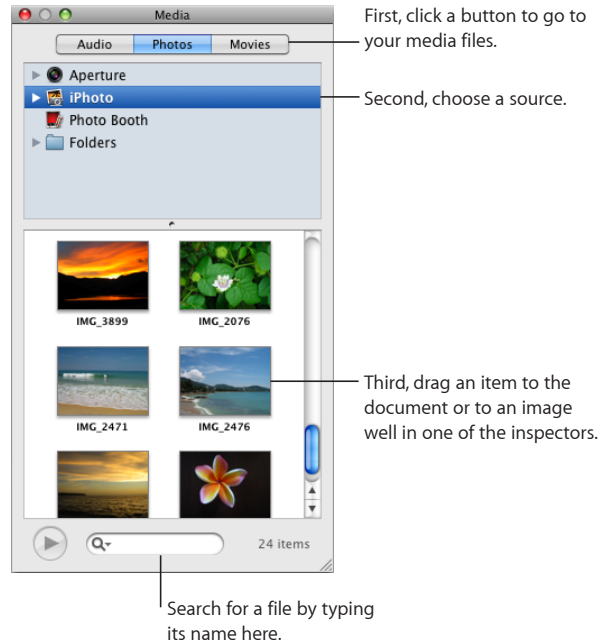 Media
First, click a button to go to
your media files.
Audio Photos Movies
Aperture
iPhoto
Second, choose a source.
Photo Booth
Folders
IMG_3899 IMG_2076
IMG_2471 IMG_2476
Third, drag an item to the
document or to an image
well in one of the inspectors.
24 items
Search for a file by typing
its name here.